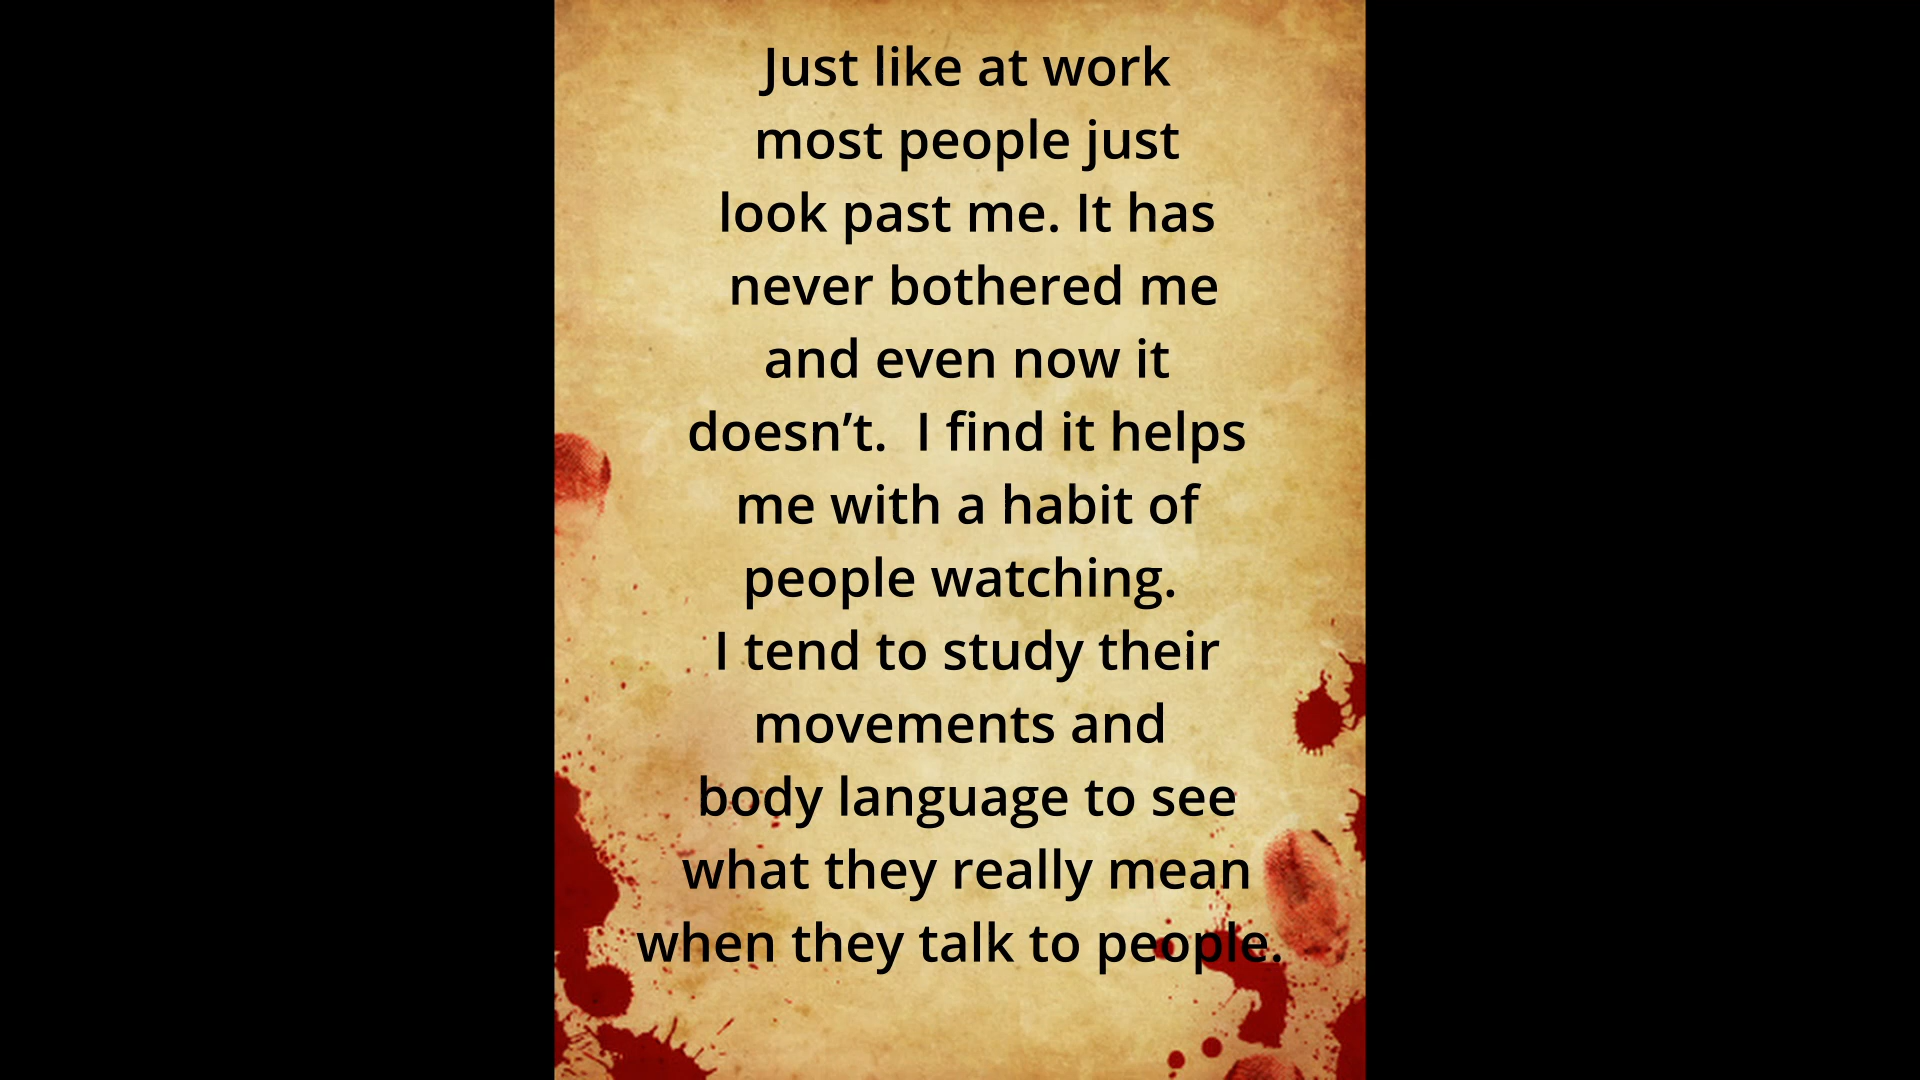 Just like at work
most people just
look past me. It has
never bothered me
and even now it
doesn’t.  I find it helps
me with a habit of
people watching.
I tend to study their
movements and
body language to see
what they really mean
when they talk to people.